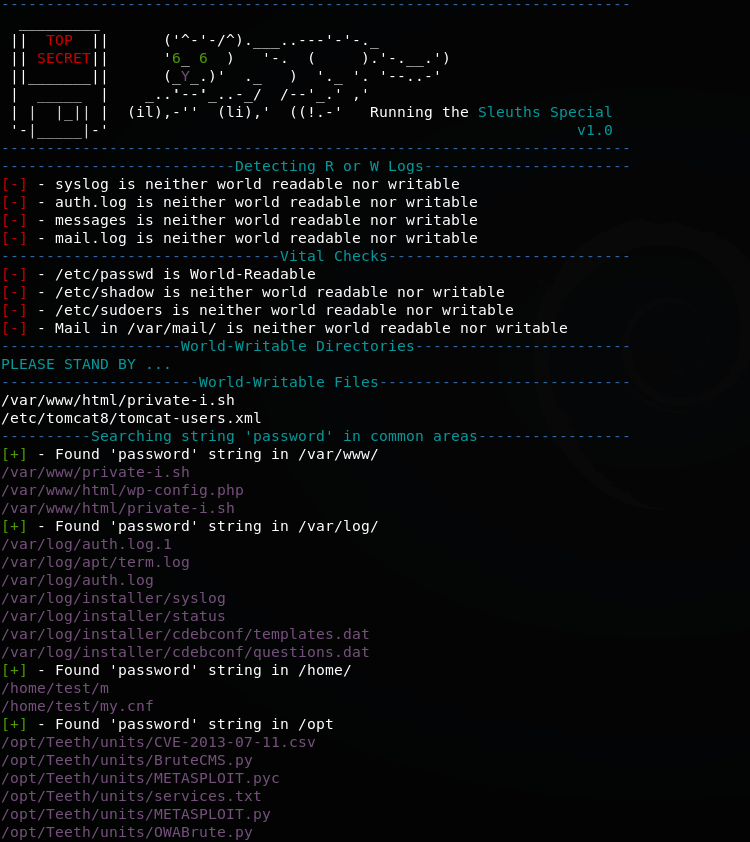 ----------------------------------------------------------------------
  _________
 ||  TOP  ||      ('^-'-/^).___..---'-'-._
 || SECRET||      '6_ 6  )   '-.  (     ).'-.__.')
 ||_______||      (_Y_.)'  ._   )  '._ '. '--..-'
 |  _____  |    _..'--'_..-_/  /--'_.' ,'
 | |  |_|| |  (il),-''  (li),'  ((!.-'   Running the Sleuths Special
 '-|_____|-'                                                    v1.0
----------------------------------------------------------------------
--------------------------Detecting R or W Logs-----------------------
[-] - syslog is neither world readable nor writable
[-] - auth.log is neither world readable nor writable
[-] - messages is neither world readable nor writable
[-] - mail.log is neither world readable nor writable
-------------------------------Vital Checks---------------------------
[-] - /etc/passwd is World-Readable
[-] - /etc/shadow is neither world readable nor writable
[-] - /etc/sudoers is neither world readable nor writable
[-] - Mail in /var/mail/ is neither world readable nor writable
--------------------World-Writable Directories------------------------
PLEASE STAND BY ...
----------------------World-Writable Files----------------------------
/var/www/html/private-i.sh
/etc/tomcat8/tomcat-users.xml
----------Searching string 'password' in common areas-----------------
[+] - Found 'password' string in /var/www/
/var/www/private-i.sh
/var/www/html/wp-config.php
/var/www/html/private-i.sh
[+] - Found 'password' string in /var/log/
/var/log/auth.log.1
/var/log/apt/term.log
/var/log/auth.log
/var/log/installer/syslog
/var/log/installer/status
/var/log/installer/cdebconf/templates.dat
/var/log/installer/cdebconf/questions.dat
[+] - Found 'password' string in /home/
/home/test/m
/home/test/my.cnf
[+] - Found 'password' string in /opt
/opt/Teeth/units/CVE-2013-07-11.csv
/opt/Teeth/units/BruteCMS.py
/opt/Teeth/units/METASPLOIT.pyc
/opt/Teeth/units/services.txt
/opt/Teeth/units/METASPLOIT.py
/opt/Teeth/units/OWABrute.py